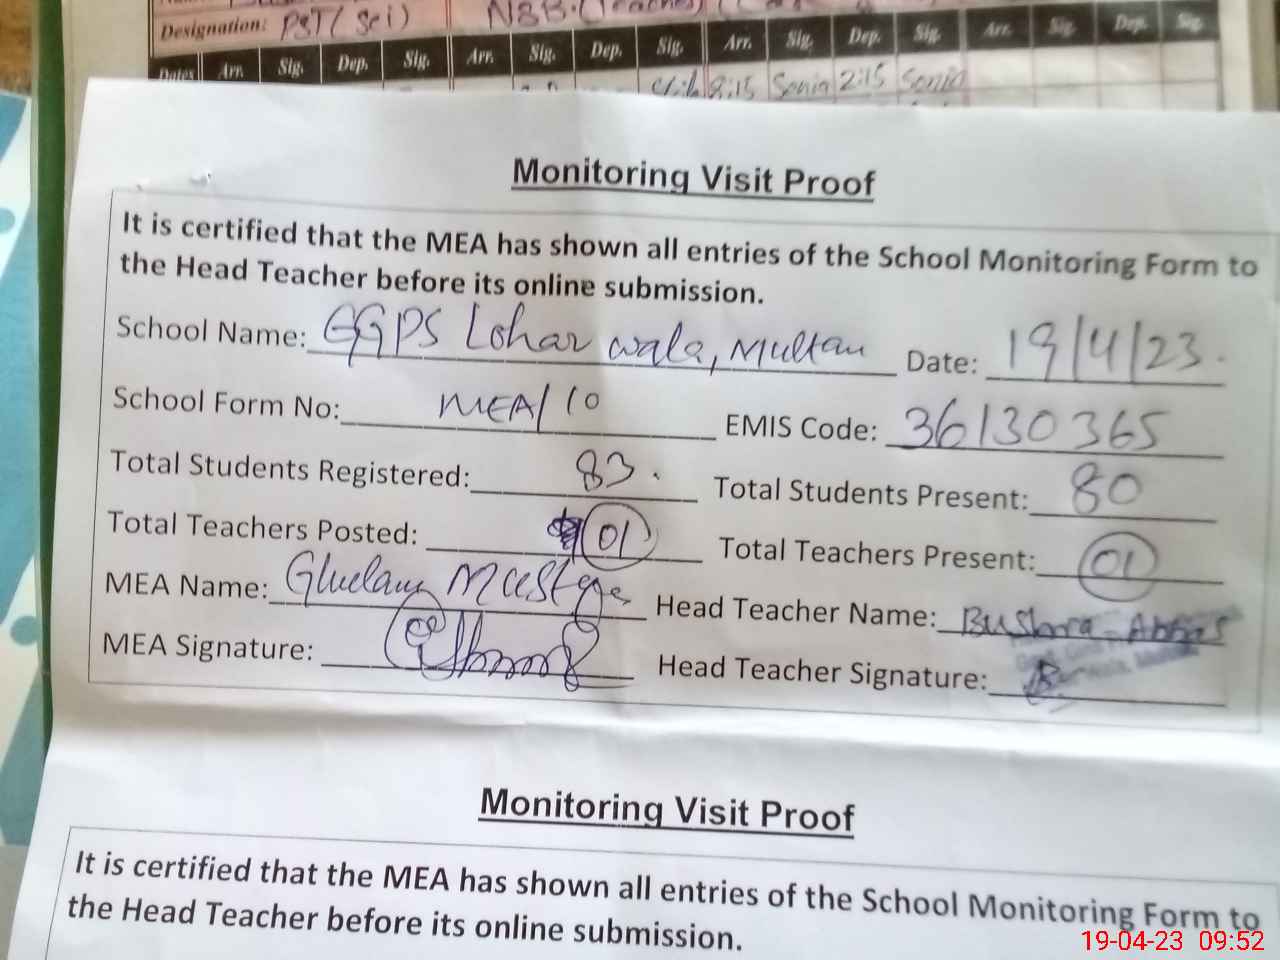 Designation: PST (Sci) NSB.(Teacher)
Dates Arr. Sig. Dep. Sig. Arr. Sig. Dep. Sig. Arr. Sig. Dep. Sig. Arr. Sig. Dep. Sig.
8:15 Sonia 2:15 Sonia
Monitoring Visit Proof
It is certified that the MEA has shown all entries of the School Monitoring Form to
the Head Teacher before its online submission.
School Name: GGPS Lohar wala, Multan Date: 19/4/23.
School Form No: MEA/10 EMIS Code: 36130365
Total Students Registered: 83. Total Students Present: 80
Total Teachers Posted: 01 Total Teachers Present: 01
MEA Name: Ghulam Mustafa Head Teacher Name: Bushra Abbas
MEA Signature: Head Teacher Signature:
Monitoring Visit Proof
It is certified that the MEA has shown all entries of the School Monitoring Form to
the Head Teacher before its online submission.
19-04-23 09:52